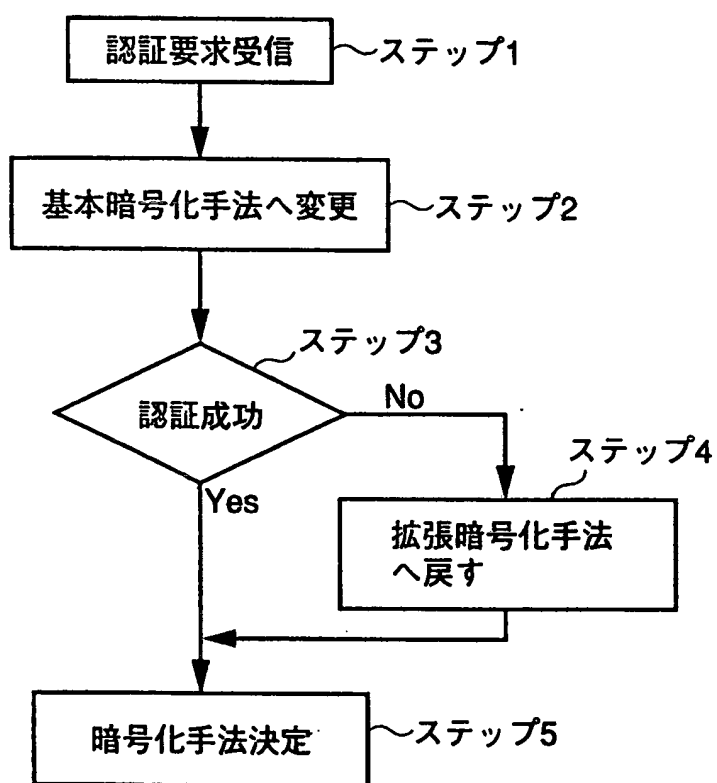 認証要求受信
ステップ1
基本暗号化手法へ変更
ステップ2
ステップ3
認証成功
No
Yes
ステップ4
拡張暗号化手法
へ戻す
暗号化手法決定
ステップ5